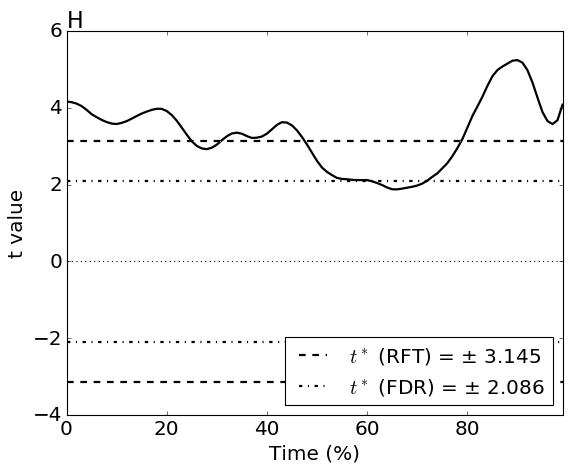 H
6
4
2
0
−2
−4
t value
0
20
40
60
80
Time (%)
t* (RFT) = ± 3.145
t* (FDR) = ± 2.086